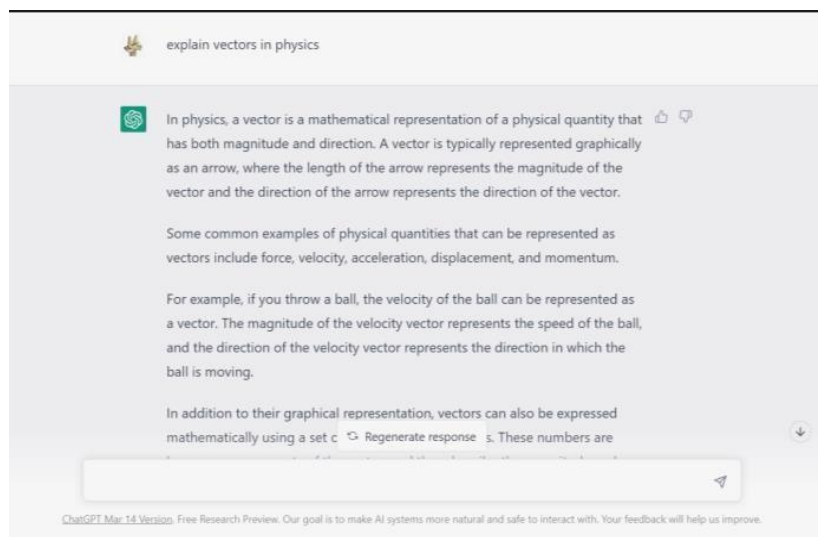 explain vectors in physics
In physics, a vector is a mathematical representation of a physical quantity that
has both magnitude and direction. A vector is typically represented graphically
as an arrow, where the length of the arrow represents the magnitude of the
vector and the direction of the arrow represents the direction of the vector.
Some common examples of physical quantities that can be represented as
vectors include force, velocity, acceleration, displacement, and momentum.
For example, if you throw a ball, the velocity of the ball can be represented as
a vector. The magnitude of the velocity vector represents the speed of the ball,
and the direction of the velocity vector represents the direction in which the
ball is moving.
In addition to their graphical representation, vectors can also be expressed
mathematically using a set c Regenerate response s. These numbers are
ChatGPT Mar 14 Version. Free Research Preview. Our goal is to make AI systems more natural and safe to interact with. Your feedback will help us improve.